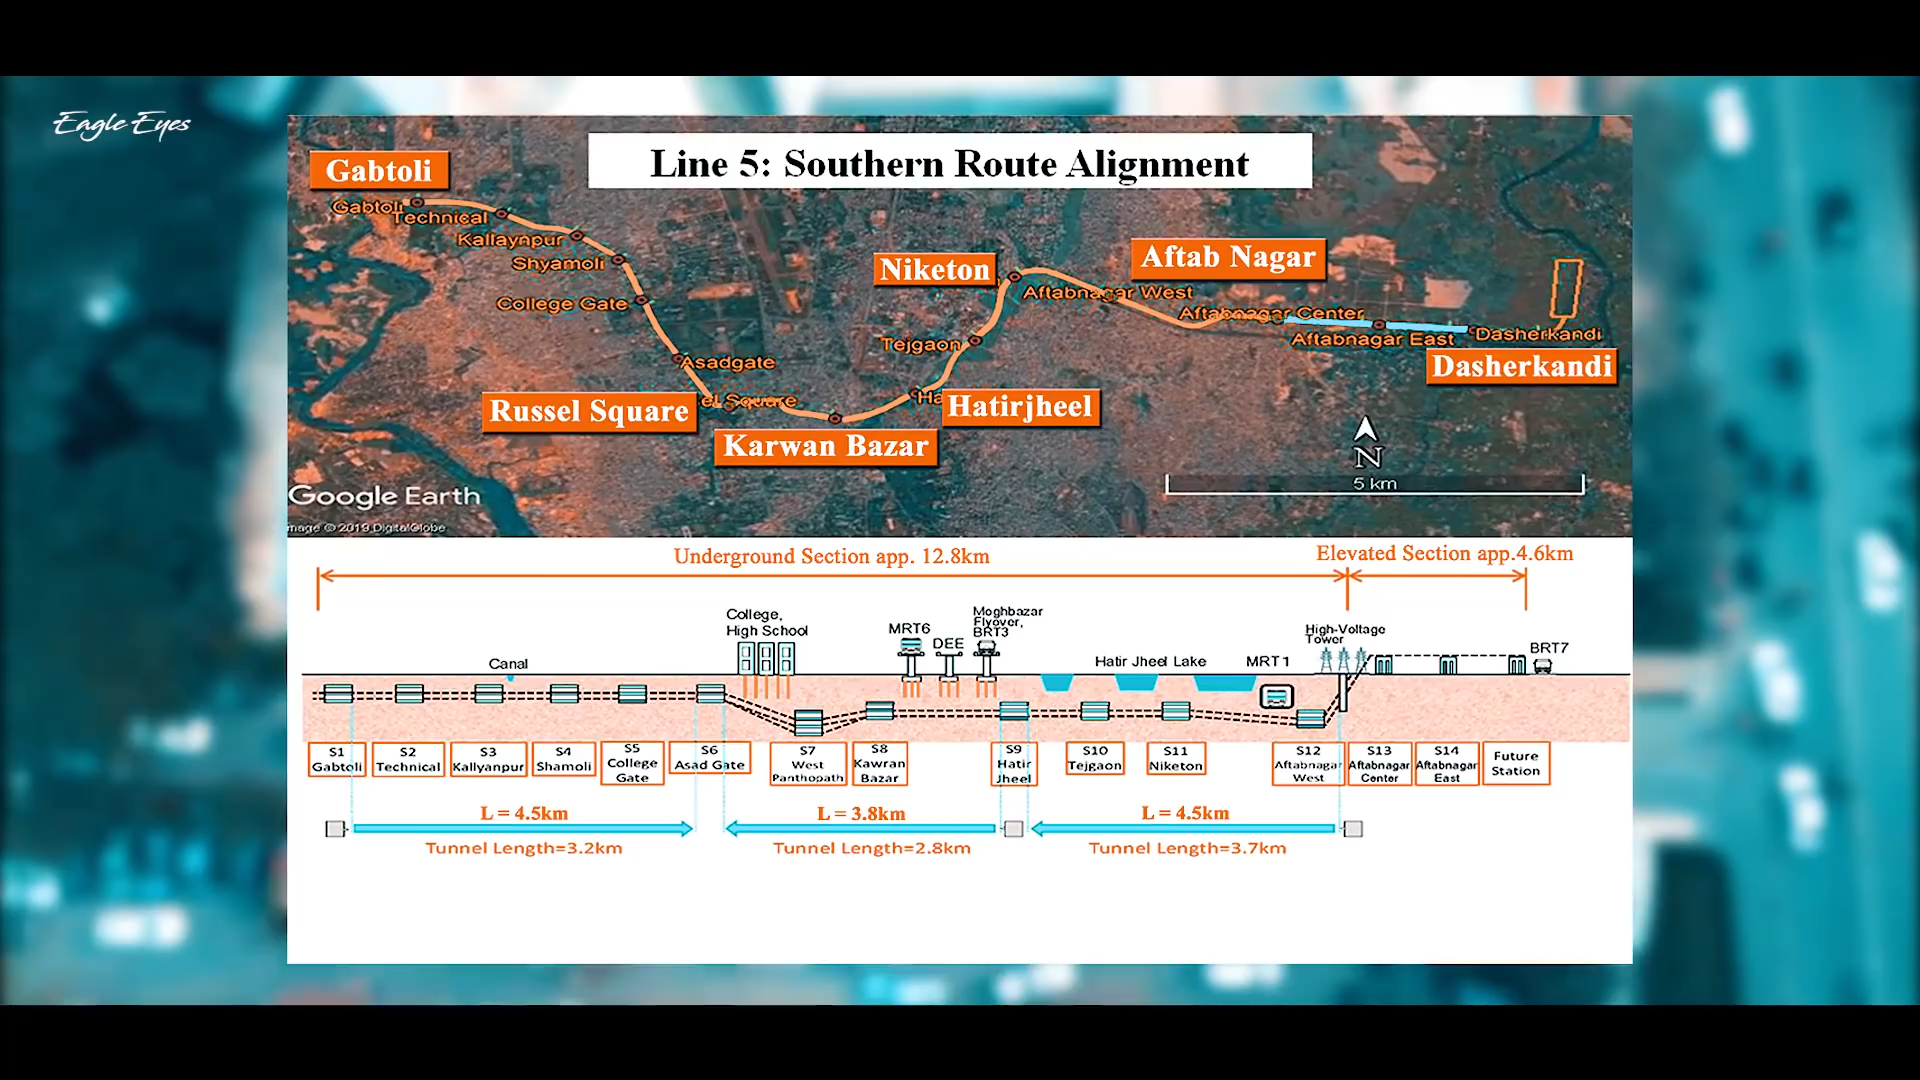 Eagle Eyes
Line 5: Southern Route Alignment
Gabtoli
Gabtoli
Technical
Kallaynpur
Shyamoli
College Gate
Asadgate
Russel Square
el Square
Karwan Bazar
Ha
Hatirjheel
Tejgaon
Niketon
Aftabnagar West
Aftab Nagar
Aftabnagar Center
Aftabnagar East
Dasherkandi
Dasherkandi
N
5 km
Google Earth
mage © 2019 DigitalGlobe
Underground Section app. 12.8km
Elevated Section app.4.6km
Canal
College,
High School
MRT6
DEE
Moghbazar
Flyover,
BRT3
Hatir Jheel Lake
MRT 1
High-Voltage
Tower
BRT7
S1
Gabtoli
S2
Technical
S3
Kallyanpur
S4
Shamoli
S5
College
Gate
S6
Asad Gate
S7
West
Panthopath
S8
Kawran
Bazar
S9
Hatir
Jheel
S10
Tejgaon
S11
Niketon
S12
Aftabnagar
West
S13
Aftabnagar
Center
S14
Aftabnagar
East
Future
Station
L = 4.5km
L = 3.8km
L = 4.5km
Tunnel Length=3.2km
Tunnel Length=2.8km
Tunnel Length=3.7km